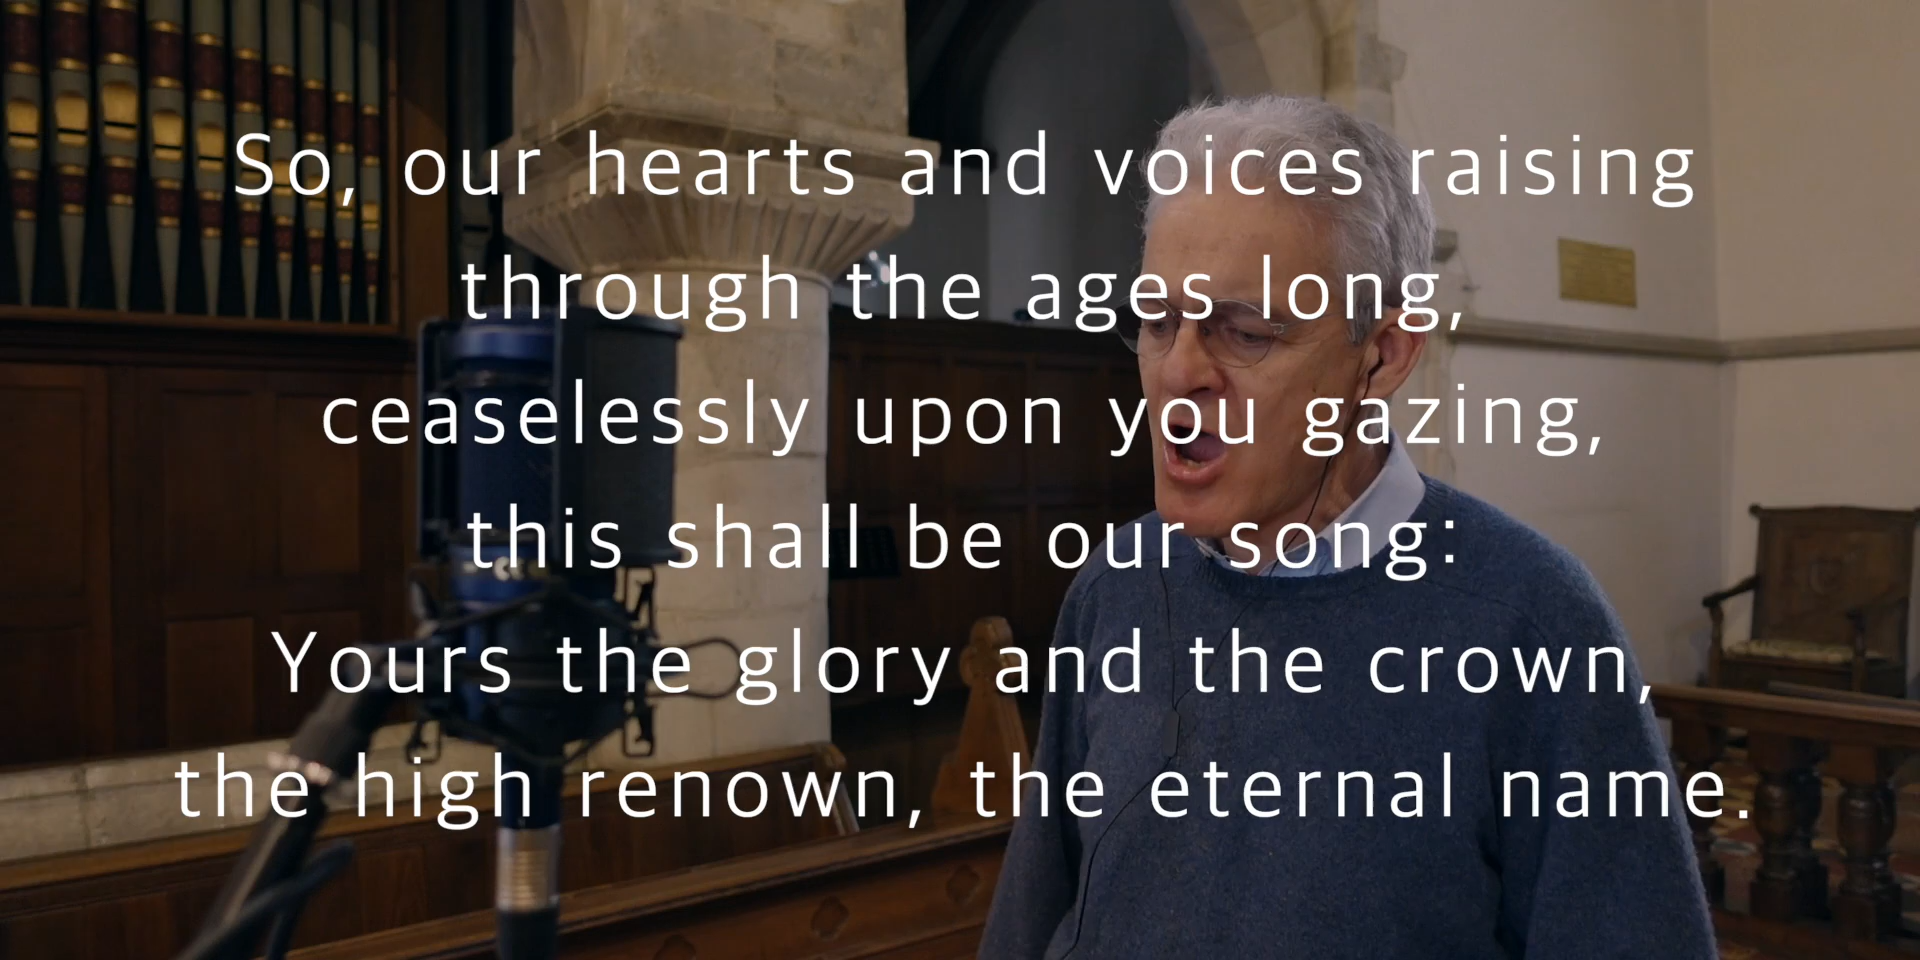 So, our hearts and voices raising
through the ages long,
ceaselessly upon you gazing,
this shall be our song:
Yours the glory and the crown,
the high renown, the eternal name.